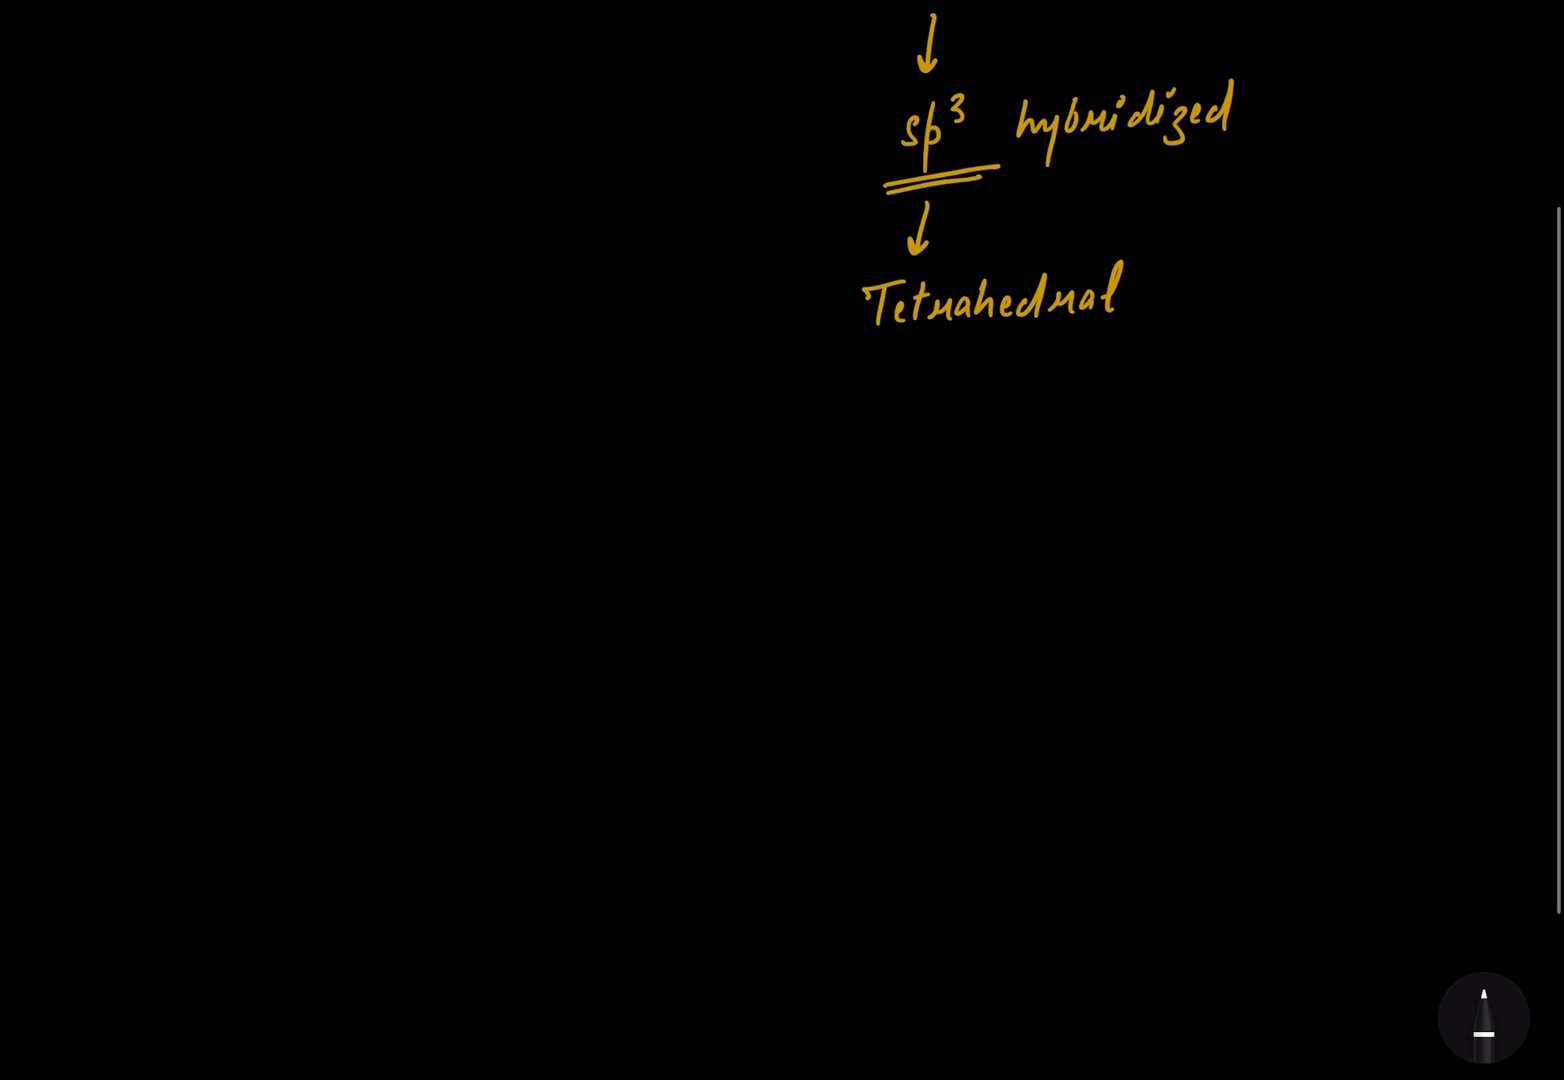 ↓
sp³ hybridized
↓
Tetrahedral